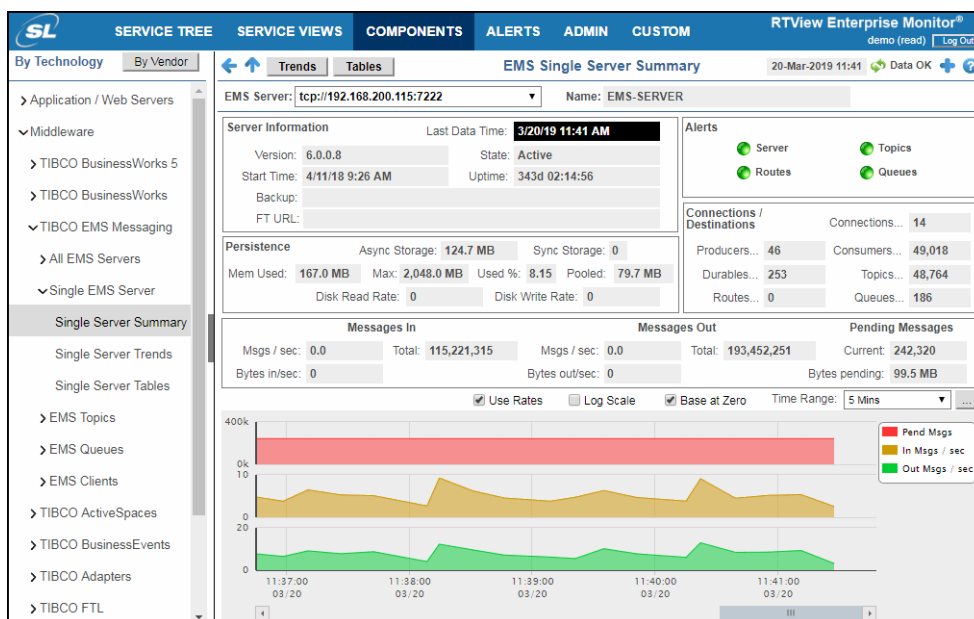 SL SERVICE TREE SERVICE VIEWS COMPONENTS ALERTS ADMIN CUSTOM RTView Enterprise Monitor®
demo (read) Log Out
By Technology By Vendor
Application / Web Servers
Middleware
TIBCO BusinessWorks 5
TIBCO BusinessWorks
TIBCO EMS Messaging
All EMS Servers
Single EMS Server
Single Server Summary
Single Server Trends
Single Server Tables
EMS Topics
EMS Queues
EMS Clients
TIBCO ActiveSpaces
TIBCO BusinessEvents
TIBCO Adapters
TIBCO FTL
Trends Tables EMS Single Server Summary 20-Mar-2019 11:41 Data OK
EMS Server: tcp://192.168.200.115:7222 Name: EMS-SERVER
Server Information Last Data Time: 3/20/19 11:41 AM
Version: 6.0.0.8 State: Active
Start Time: 4/11/18 9:26 AM Uptime: 343d 02:14:56
Backup:
FT URL:
Alerts
Server Topics
Routes Queues
Persistence Async Storage: 124.7 MB Sync Storage: 0
Mem Used: 167.0 MB Max: 2,048.0 MB Used %: 8.15 Pooled: 79.7 MB
Disk Read Rate: 0 Disk Write Rate: 0
Connections /
Destinations Connections... 14
Producers... 46 Consumers... 49,018
Durables... 253 Topics... 48,764
Routes... 0 Queues... 186
Messages In Messages Out Pending Messages
Msgs / sec: 0.0 Total: 115,221,315 Msgs / sec: 0.0 Total: 193,452,251 Current: 242,320
Bytes in/sec: 0 Bytes out/sec: 0 Bytes pending: 99.5 MB
Use Rates Log Scale Base at Zero Time Range: 5 Mins ...
400k
0k
10
0
20
0
Pend Msgs
In Msgs / sec
Out Msgs / sec
11:37:00 11:38:00 11:39:00 11:40:00 11:41:00
03/20 03/20 03/20 03/20 03/20